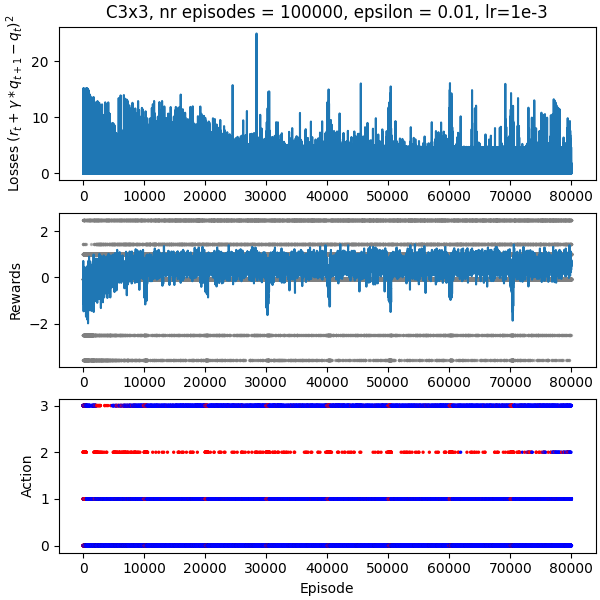 C3x3, nr episodes = 100000, epsilon = 0.01, lr=1e-3
Losses $(r_t + \gamma * q_{t+1} - q_t)^2$
20
10
0
0 10000 20000 30000 40000 50000 60000 70000 80000
Rewards
2
0
−2
0 10000 20000 30000 40000 50000 60000 70000 80000
Action
3
2
1
0
0 10000 20000 30000 40000 50000 60000 70000 80000
Episode